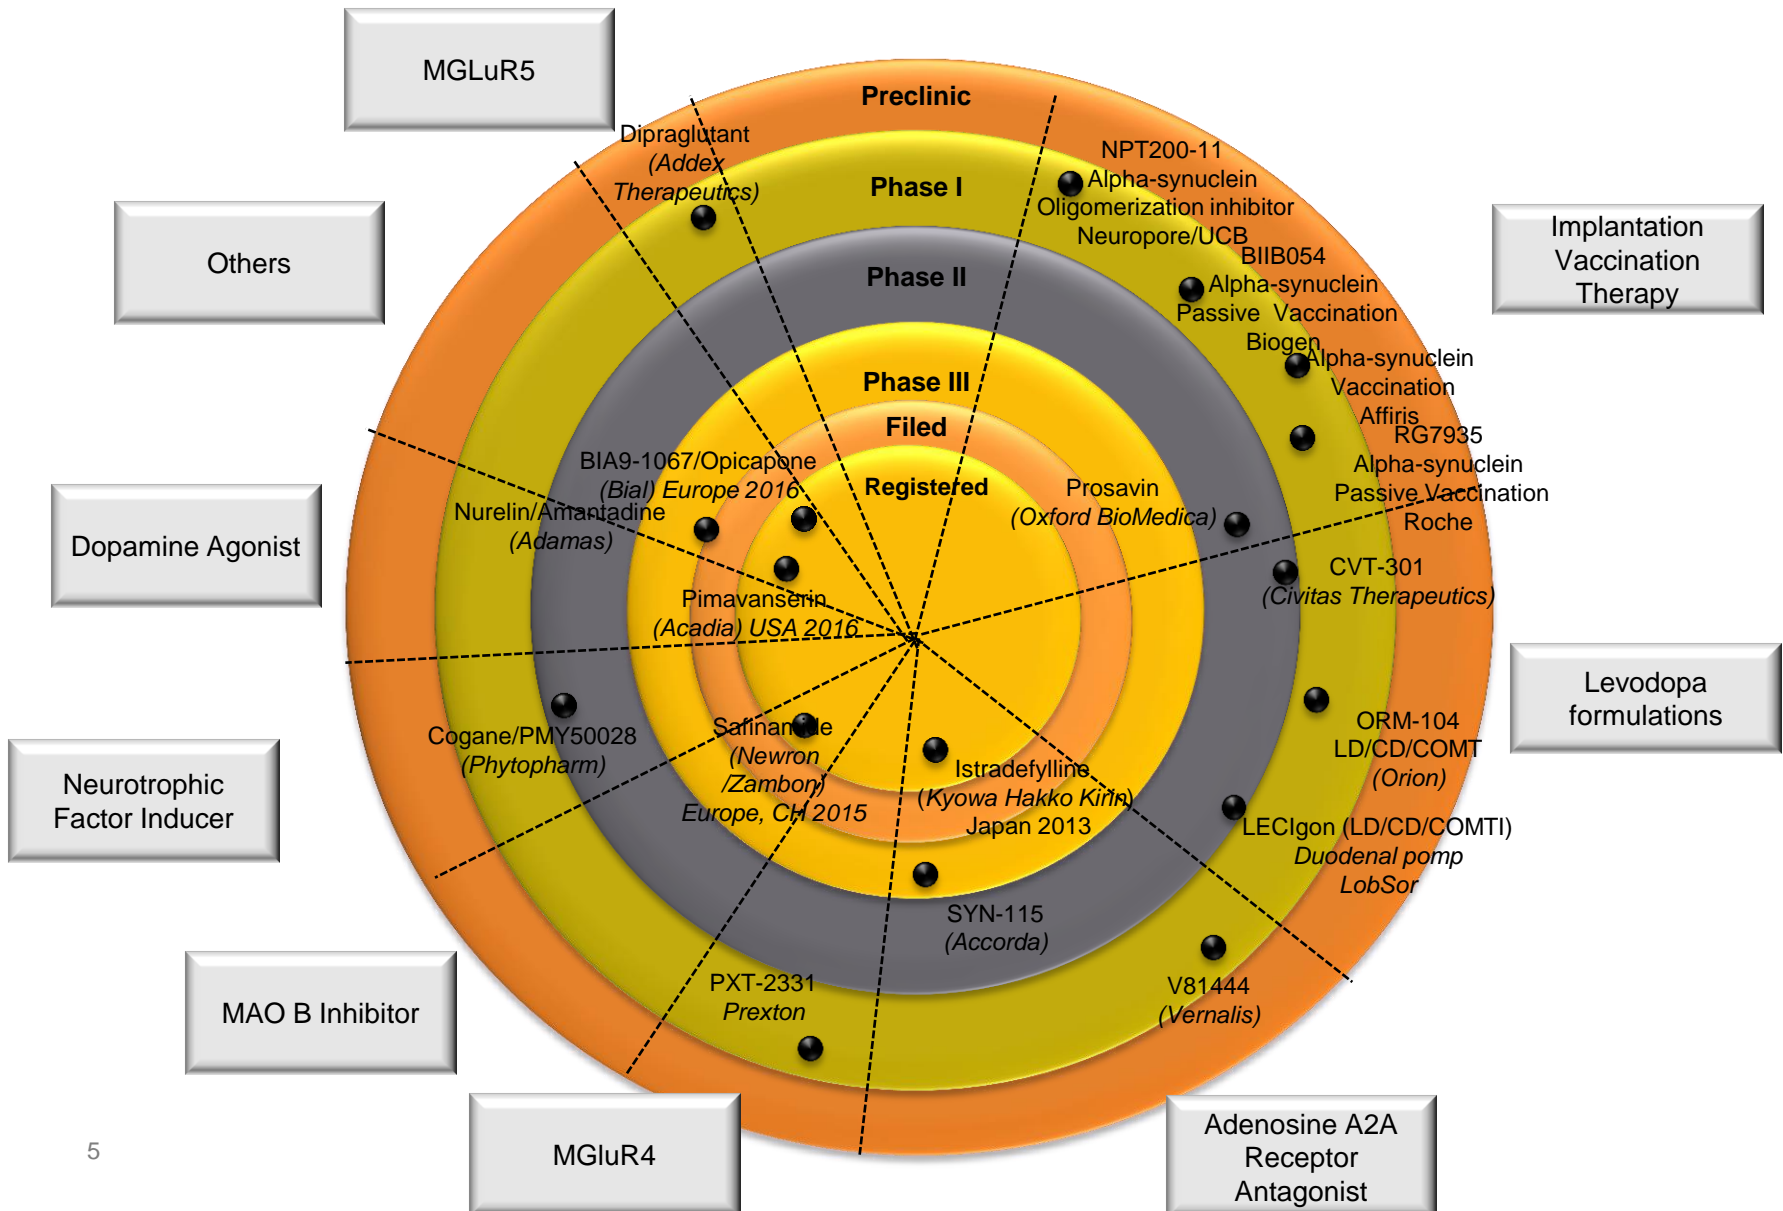 MGLuR5
Preclinic
Dipraglutant
(Addex
Therapeutics)
NPT200-11
Alpha-synuclein
Oligomerization inhibitor
Neuropore/UCB
Phase I
Others
Implantation
Vaccination
Therapy
BIIB054
Alpha-synuclein
Passive Vaccination
Biogen
Phase II
Alpha-synuclein
Vaccination
Affiris
Phase III
Filed
RG7935
Alpha-synuclein
Passive Vaccination
Roche
BIA9-1067/Opicapone
(Bial) Europe 2016
Registered
Prosavin
(Oxford BioMedica)
Nurelin/Amantadine
(Adamas)
Dopamine Agonist
CVT-301
(Civitas Therapeutics)
Pimavanserin
(Acadia) USA 2016
Levodopa
formulations
Cogane/PMY50028
(Phytopharm)
Safinamide
(Newron
/Zambon)
Europe, CH 2015
Istradefylline
(Kyowa Hakko Kirin)
Japan 2013
ORM-104
LD/CD/COMT
(Orion)
Neurotrophic
Factor Inducer
LECIgon (LD/CD/COMTI)
Duodenal pomp
LobSor
SYN-115
(Accorda)
MAO B Inhibitor
PXT-2331
Prexton
V81444
(Vernalis)
MGluR4
Adenosine A2A
Receptor
Antagonist
5